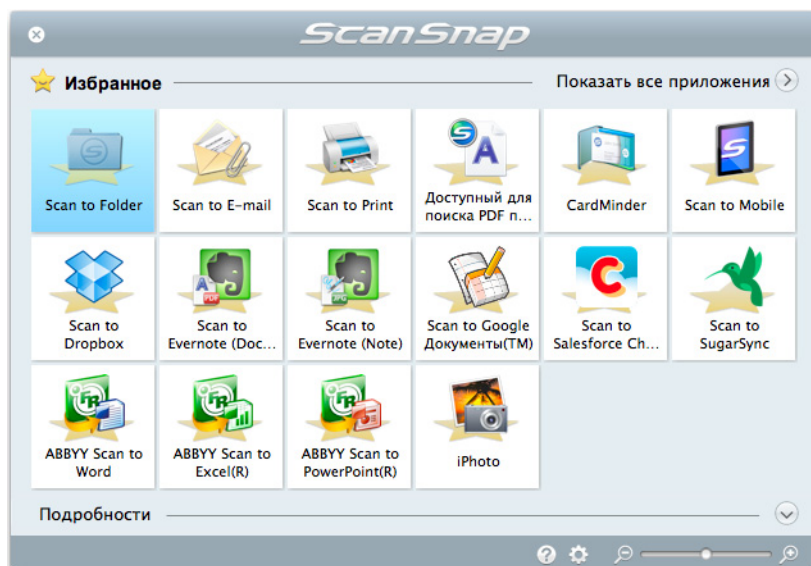 ScanSnap
Избранное
Показать все приложения
Scan to Folder
Scan to E-mail
Scan to Print
Доступный для
поиска PDF п...
CardMinder
Scan to Mobile
Scan to
Dropbox
Scan to
Evernote (Doc...
Scan to
Evernote (Note)
Scan to Google
Документы(TM)
Scan to
Salesforce Ch...
Scan to
SugarSync
ABBYY Scan to
Word
ABBYY Scan to
Excel(R)
ABBYY Scan to
PowerPoint(R)
iPhoto
Подробности